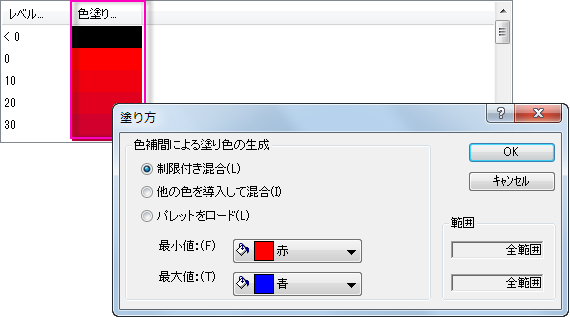 レベル... 色塗り...
< 0
0
10
20
30
塗り方
色補間による塗り色の生成
制限付き混合(L)
他の色を導入して混合(I)
パレットをロード(L)
最小値:(F) 赤
最大値:(T) 青
OK
キャンセル
範囲
全範囲
全範囲